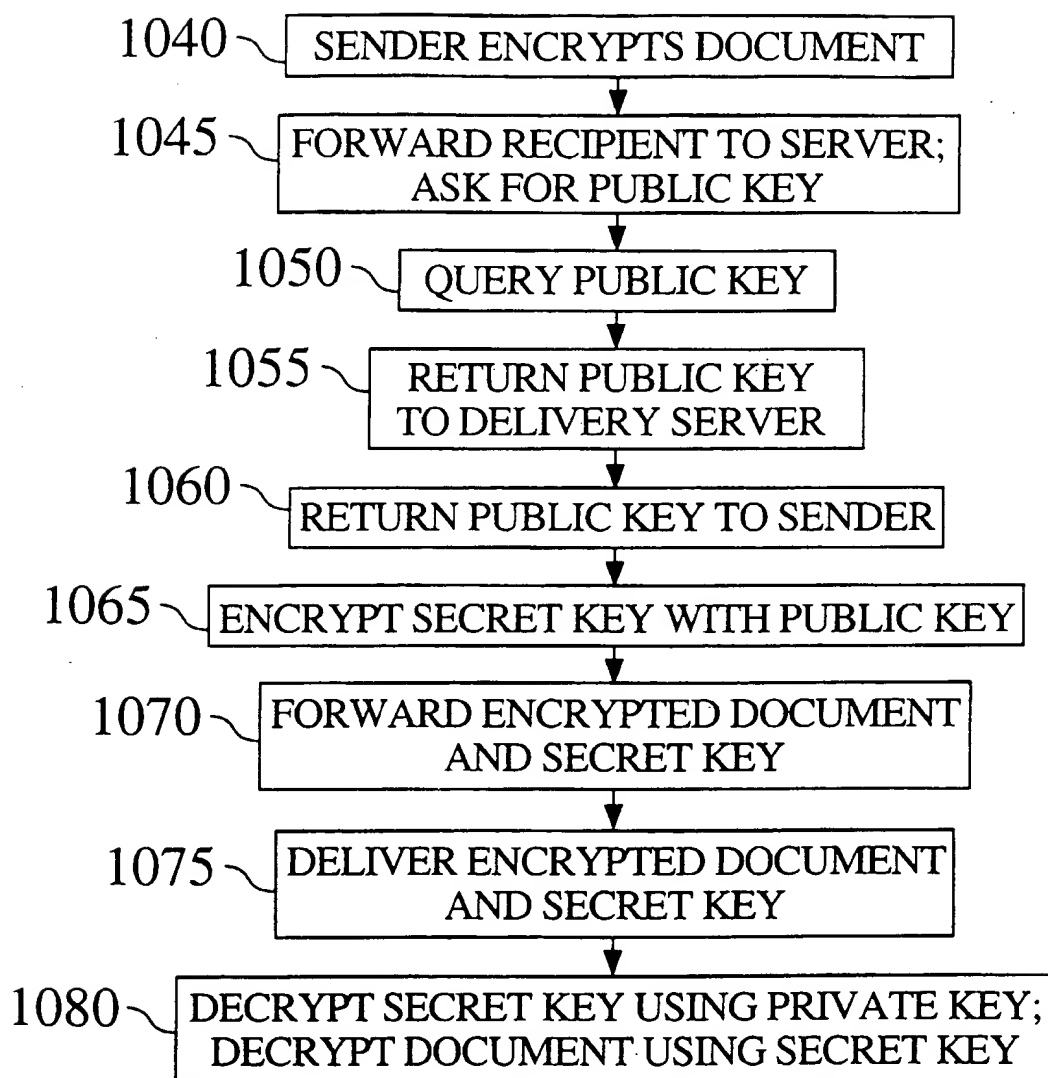 1040
SENDER ENCRYPTS DOCUMENT
1045
FORWARD RECIPIENT TO SERVER;
ASK FOR PUBLIC KEY
1050
QUERY PUBLIC KEY
1055
RETURN PUBLIC KEY
TO DELIVERY SERVER
1060
RETURN PUBLIC KEY TO SENDER
1065
ENCRYPT SECRET KEY WITH PUBLIC KEY
1070
FORWARD ENCRYPTED DOCUMENT
AND SECRET KEY
1075
DELIVER ENCRYPTED DOCUMENT
AND SECRET KEY
1080
DECRYPT SECRET KEY USING PRIVATE KEY;
DECRYPT DOCUMENT USING SECRET KEY